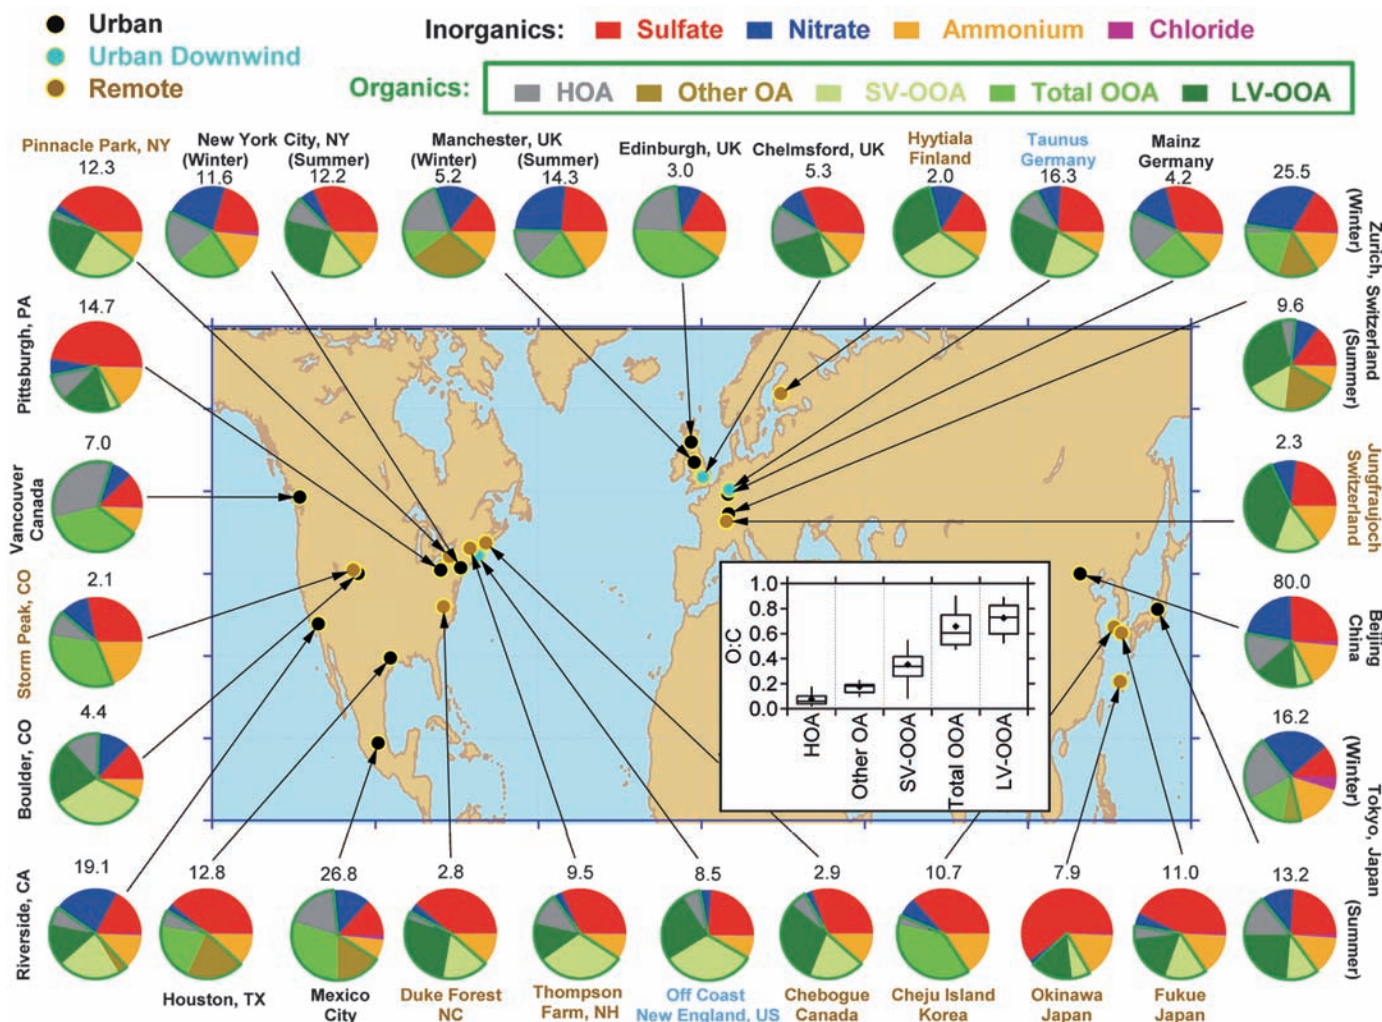 Urban
Urban Downwind
Remote
Inorganics: Sulfate Nitrate Ammonium Chloride
Organics: HOA Other OA SV-OOA Total OOA LV-OOA
Pinnacle Park, NY
12.3
New York City, NY
(Winter) (Summer)
11.6 12.2
Manchester, UK
(Winter) (Summer)
5.2 14.3
Edinburgh, UK
3.0
Chelmsford, UK
5.3
Hyytiala
Finland
2.0
Taunus
Germany
16.3
Mainz
Germany
4.2
25.5
(Winter)
Zurich, Switzerland
9.6
(Summer)
Pittsburgh, PA
14.7
Vancouver
Canada
7.0
Storm Peak, CO
2.1
Boulder, CO
4.4
Jungfraujoch
Switzerland
2.3
Beijing
China
80.0
16.2
(Winter)
Tokyo, Japan
13.2
(Summer)
O:C
1.0
0.8
0.6
0.4
0.2
0.0
HOA
Other OA
SV-OOA
Total OOA
LV-OOA
Riverside, CA
19.1
12.8
Houston, TX
26.8
Mexico
City
2.8
Duke Forest
NC
9.5
Thompson
Farm, NH
8.5
Off Coast
New England, US
2.9
Chebogue
Canada
10.7
Cheju Island
Korea
7.9
Okinawa
Japan
11.0
Fukue
Japan